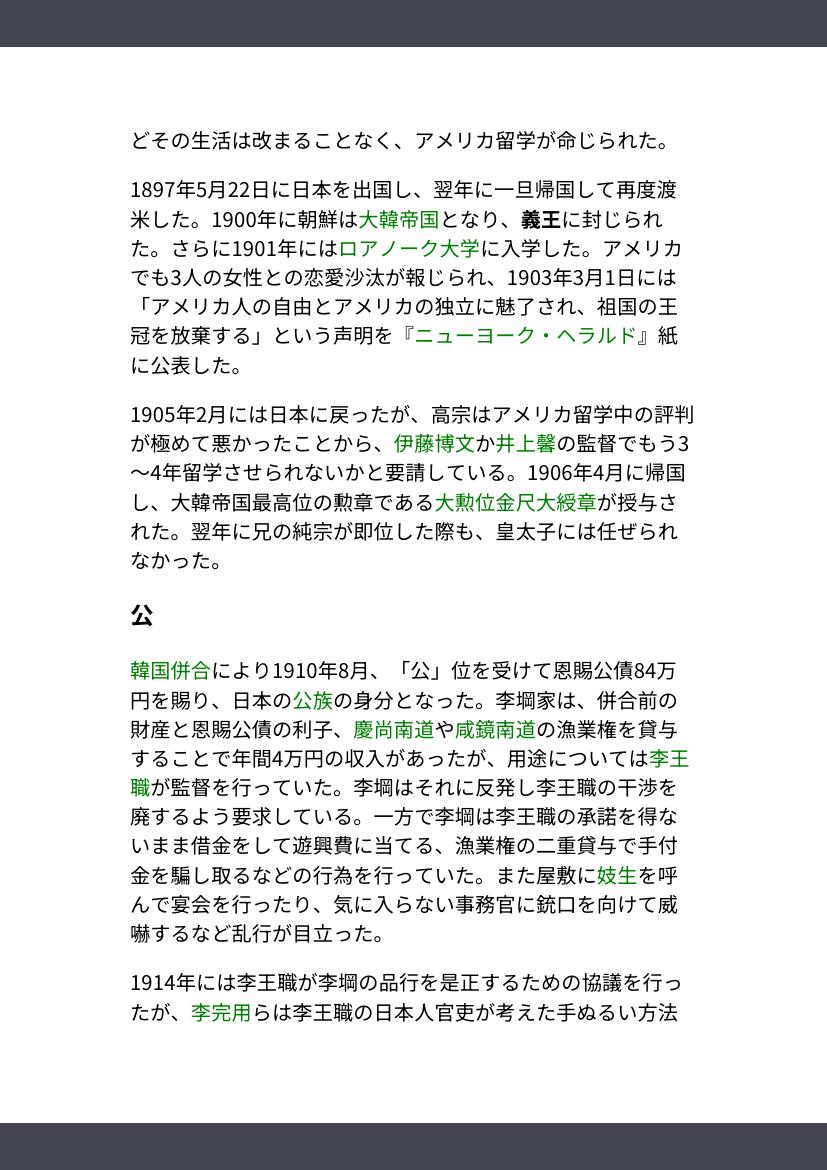 どその生活は改まることなく、アメリカ留学が命じられた。
1897年5月22日に日本を出国し、翌年に一旦帰国して再度渡
米した。1900年に朝鮮は大韓帝国となり、義王に封じられ
た。さらに1901年にはロアノーク大学に入学した。アメリカ
でも3人の女性との恋愛沙汰が報じられ、1903年3月1日には
「アメリカ人の自由とアメリカの独立に魅了され、祖国の王
冠を放棄する」という声明を『ニューヨーク・ヘラルド』紙
に公表した。
1905年2月には日本に戻ったが、高宗はアメリカ留学中の評判
が極めて悪かったことから、伊藤博文か井上馨の監督でもう3
〜4年留学させられないかと要請している。1906年4月に帰国
し、大韓帝国最高位の勲章である大勲位金尺大綬章が授与さ
れた。翌年に兄の純宗が即位した際も、皇太子には任ぜられ
なかった。
公
韓国併合により1910年8月、「公」位を受けて恩賜公債84万
円を賜り、日本の公族の身分となった。李堈家は、併合前の
財産と恩賜公債の利子、慶尚南道や咸鏡南道の漁業権を貸与
することで年間4万円の収入があったが、用途については李王
職が監督を行っていた。李堈はそれに反発し李王職の干渉を
廃するよう要求している。一方で李堈は李王職の承諾を得な
いまま借金をして遊興費に当てる、漁業権の二重貸与で手付
金を騙し取るなどの行為を行っていた。また屋敷に妓生を呼
んで宴会を行ったり、気に入らない事務官に銃口を向けて威
嚇するなど乱行が目立った。
1914年には李王職が李堈の品行を是正するための協議を行っ
たが、李完用らは李王職の日本人官吏が考えた手ぬるい方法